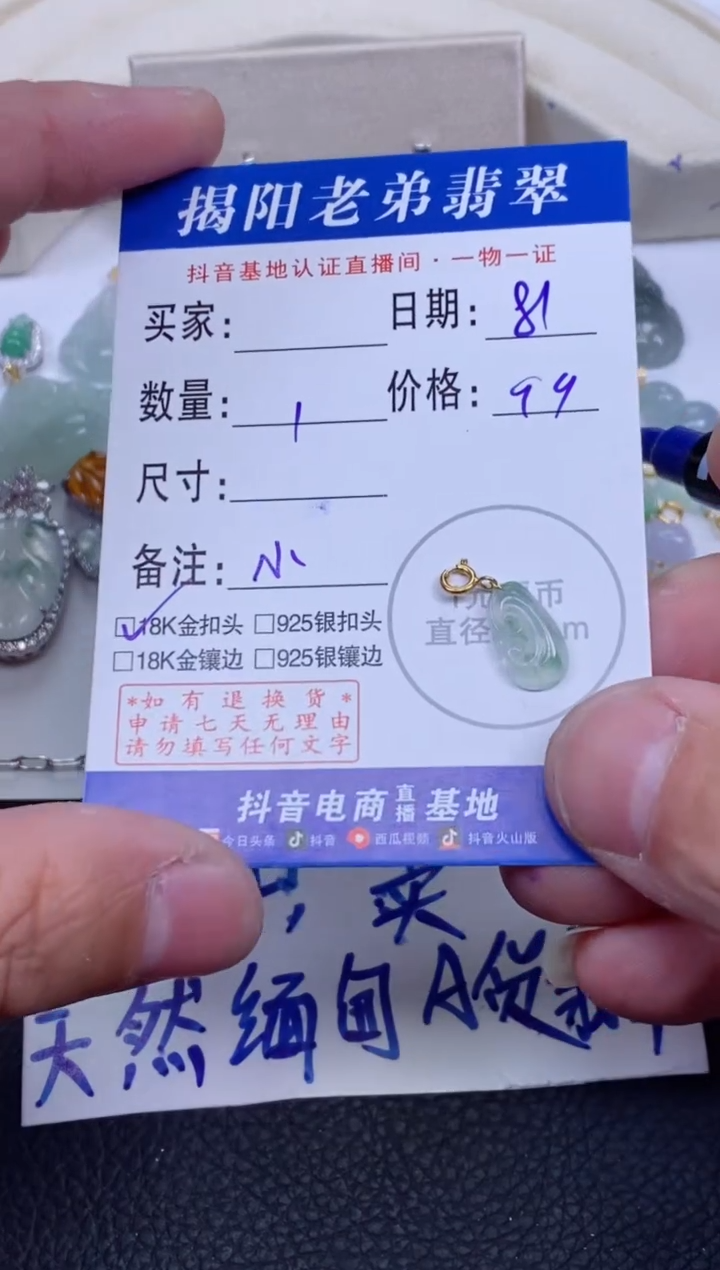 揭阳老弟翡翠
抖音基地认证直播间·一物一证
买家: 日期: 81
数量: 1 价格: 99
尺寸:
备注: 小
18K金扣头 925银扣头
18K金镶边 925银镶边
*如有退换货*
申请七天无理由
请勿填写任何文字
币
直径 m
抖音电商直播基地
今日头条 抖音 西瓜视频 抖音火山版
卖
天然缅甸A货